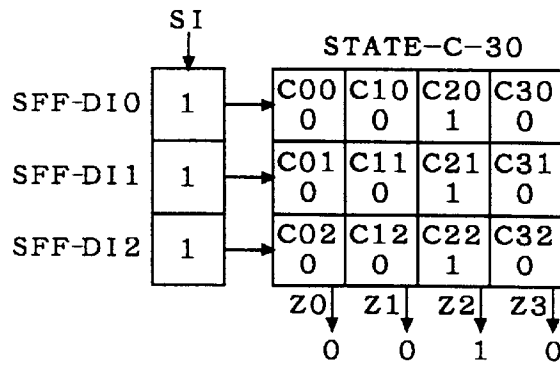 SI
STATE-C-30
SFF-DI0 1 C00 C10 C20 C30
0 0 1 0
SFF-DI1 1 C01 C11 C21 C31
0 0 1 0
SFF-DI2 1 C02 C12 C22 C32
0 0 1 0
Z0 Z1 Z2 Z3
0 0 1 0